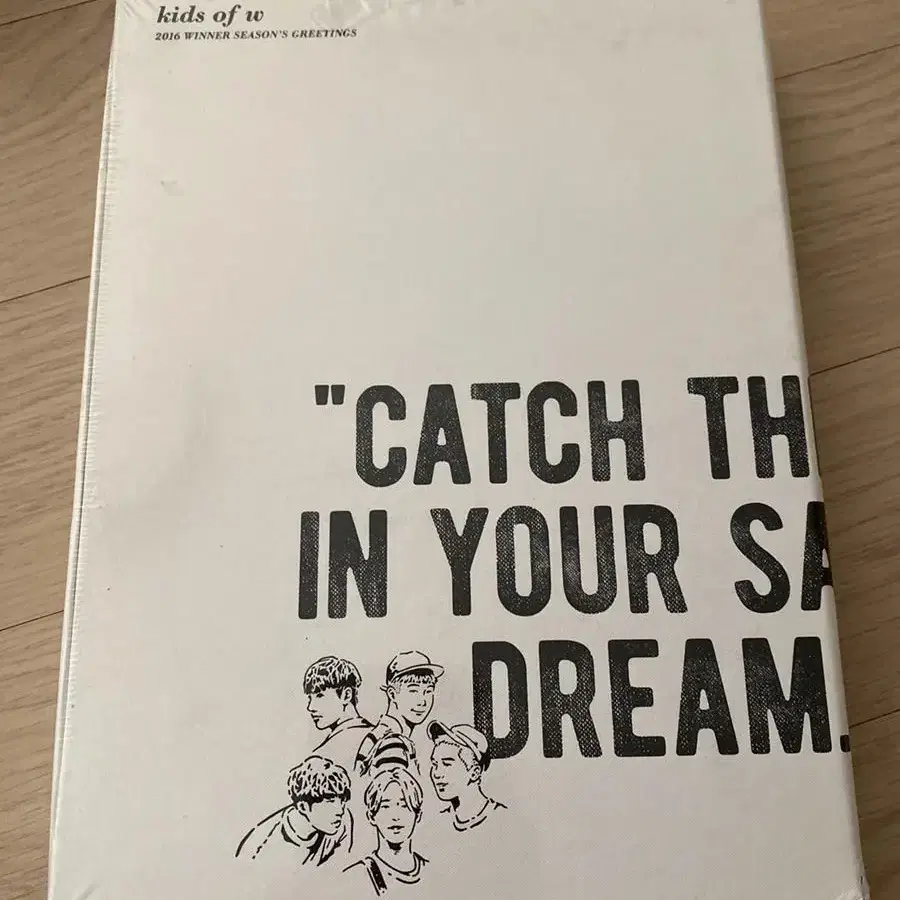 kids of w
2016 WINNER SEASON'S GREETINGS
"CATCH TH
IN YOUR SA
DREAM.